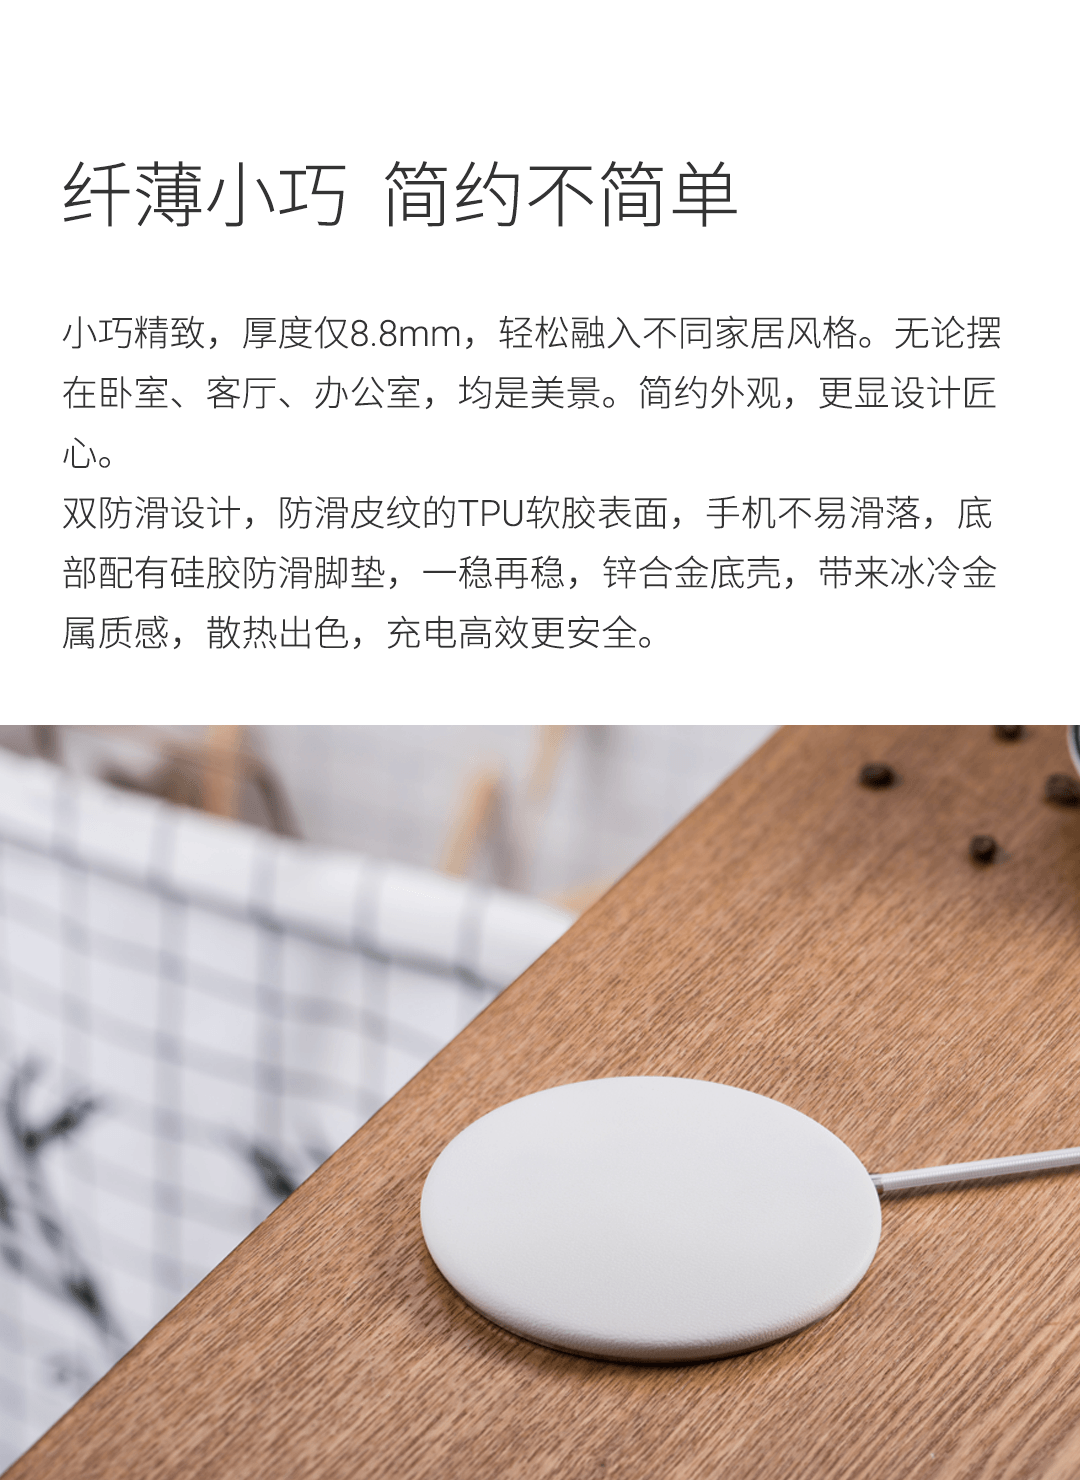 纤薄小巧 简约不简单
小巧精致，厚度仅8.8mm，轻松融入不同家居风格。无论摆
在卧室、客厅、办公室，均是美景。简约外观，更显设计匠
心。
双防滑设计，防滑皮纹的TPU软胶表面，手机不易滑落，底
部配有硅胶防滑脚垫，一稳再稳，锌合金底壳，带来冰冷金
属质感，散热出色，充电高效更安全。